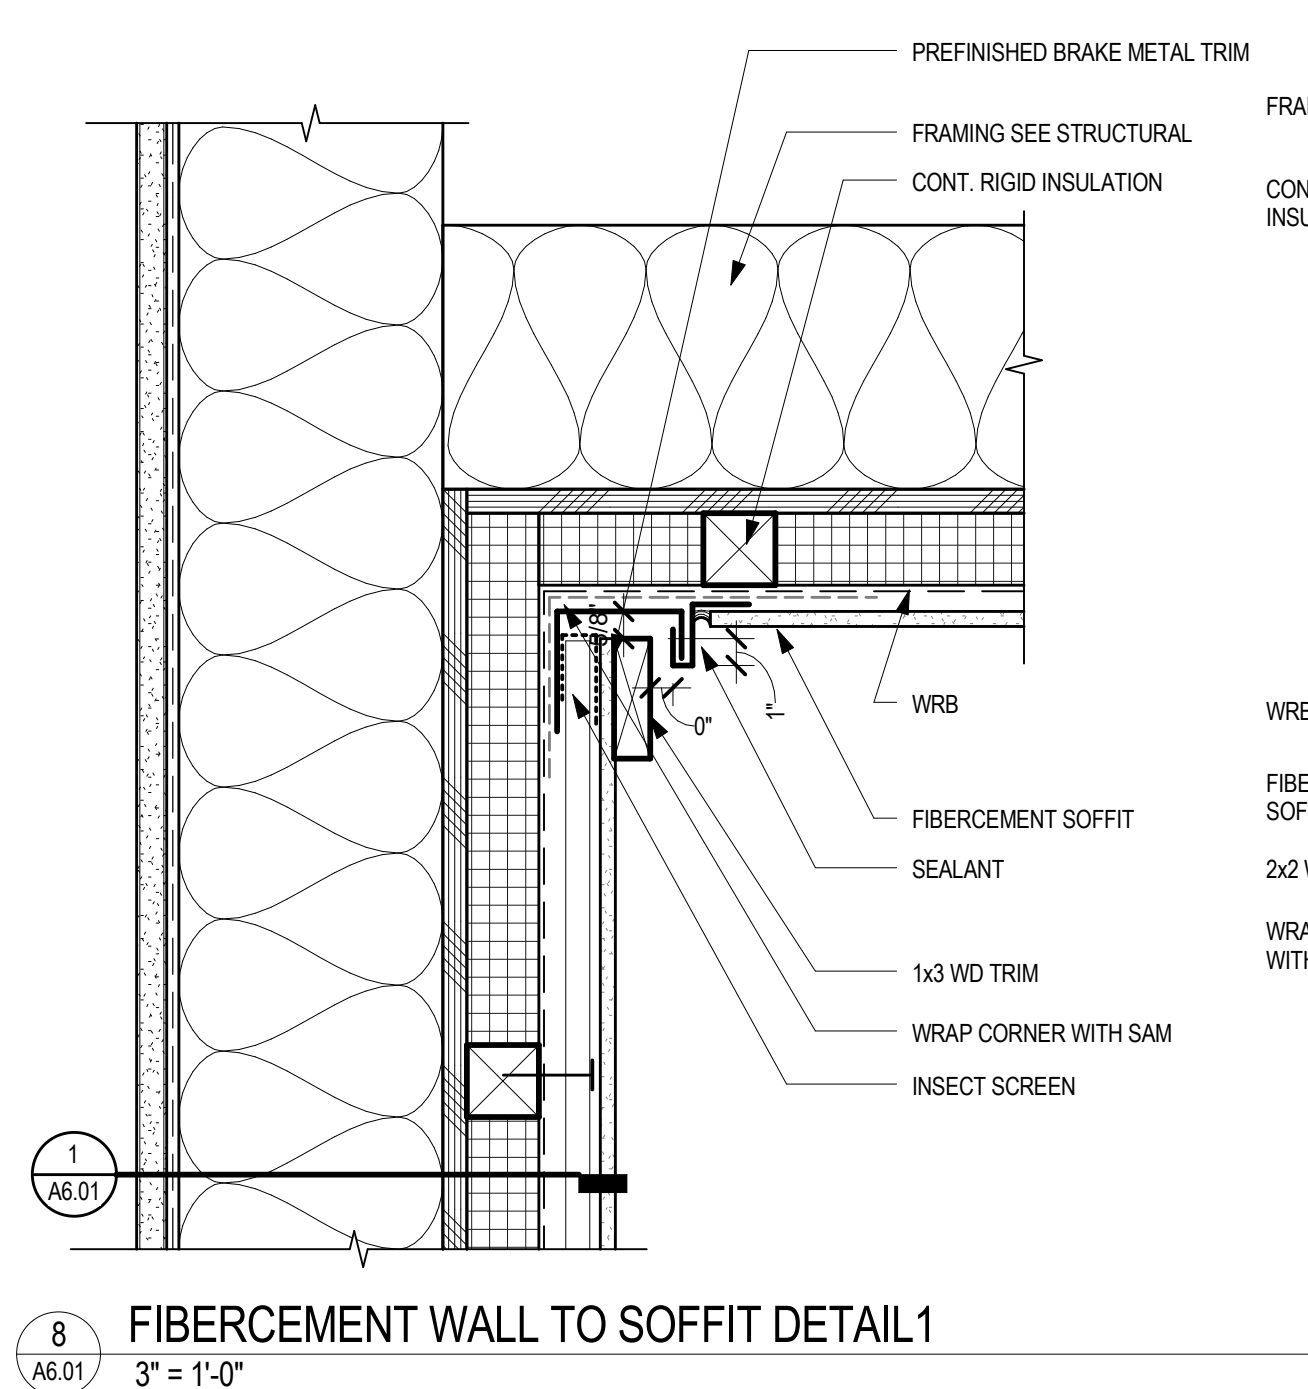 PREFINISHED BRAKE METAL TRIM
FRAMING SEE STRUCTURAL
CONT. RIGID INSULATION
5/8"
0"
1"
WRB
FIBERCEMENT SOFFIT
SEALANT
1x3 WD TRIM
WRAP CORNER WITH SAM
INSECT SCREEN
1
A6.01
8
A6.01
FIBERCEMENT WALL TO SOFFIT DETAIL1
3" = 1'-0"
2x2